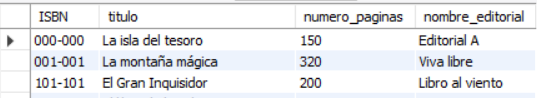 ISBN titulo numero_paginas nombre_editorial
000-000 La isla del tesoro 150 Editorial A
001-001 La montaña mágica 320 Viva libre
101-101 El Gran Inquisidor 200 Libro al viento